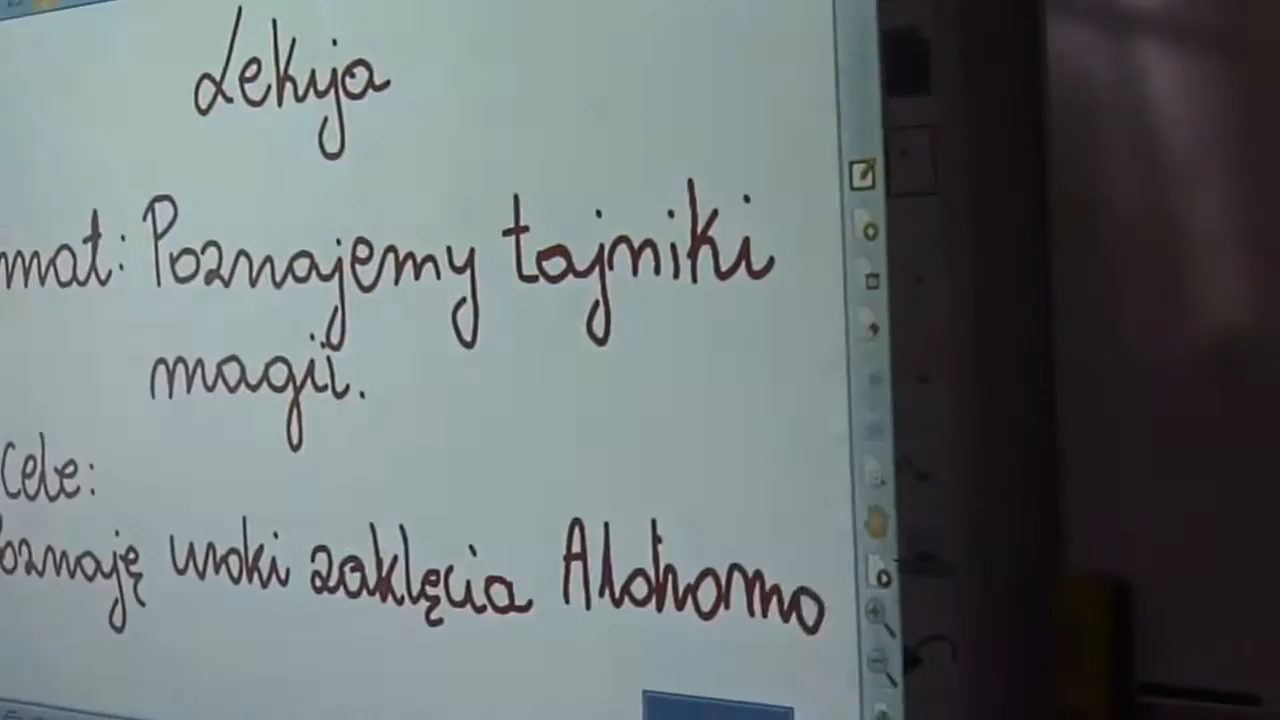 Lekcja
mat: Poznajemy tajniki
magii.
Cele:
oznaję uroki zaklęcia Alohomo